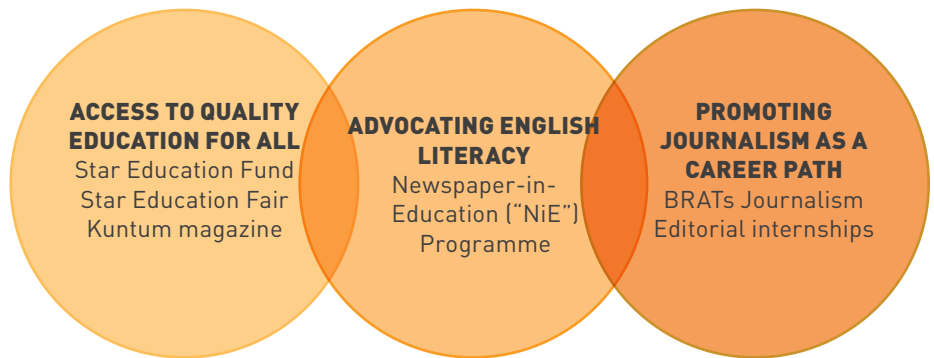 ACCESS TO QUALITY
EDUCATION FOR ALL
Star Education Fund
Star Education Fair
Kuntum magazine
ADVOCATING ENGLISH
LITERACY
Newspaper-in-
Education (“NiE”)
Programme
PROMOTING
JOURNALISM AS A
CAREER PATH
BRATs Journalism
Editorial internships